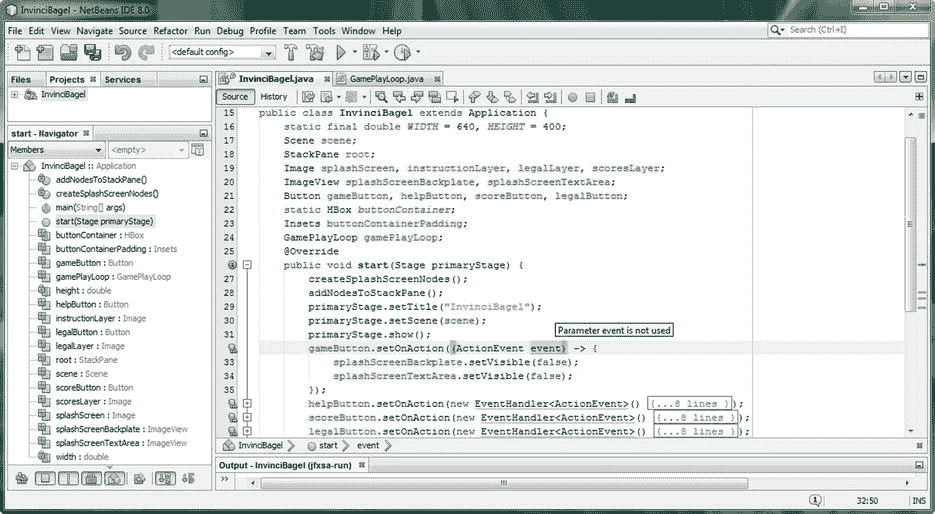 InvinciBagel - NetBeans IDE 8.0
File Edit View Navigate Source Refactor Run Debug Profile Team Tools Window Help
Search (Ctrl+I)
<default config>
Files Projects Services
InvinciBagel
start - Navigator
Members <empty>
InvinciBagel :: Application
addNodesToStackPane()
createSplashScreenNodes()
main(String[] args)
start(Stage primaryStage)
buttonContainer : HBox
buttonContainerPadding : Insets
gameButton : Button
gamePlayLoop : GamePlayLoop
height : double
helpButton : Button
instructionLayer : Image
legalButton : Button
legalLayer : Image
root : StackPane
scene : Scene
scoreButton : Button
scoresLayer : Image
splashScreen : Image
splashScreenBackplate : ImageView
splashScreenTextArea : ImageView
width : double
InvinciBagel.java GamePlayLoop.java
Source History
15 public class InvinciBagel extends Application {
16 static final double WIDTH = 640, HEIGHT = 400;
17 Scene scene;
18 StackPane root;
19 Image splashScreen, instructionLayer, legalLayer, scoresLayer;
20 ImageView splashScreenBackplate, splashScreenTextArea;
21 Button gameButton, helpButton, scoreButton, legalButton;
22 static HBox buttonContainer;
23 Insets buttonContainerPadding;
24 GamePlayLoop gamePlayLoop;
25 @Override
public void start(Stage primaryStage) {
27 createSplashScreenNodes();
28 addNodesToStackPane();
29 primaryStage.setTitle("InvinciBagel");
30 primaryStage.setScene(scene);
31 primaryStage.show();
Parameter event is not used
gameButton.setOnAction((ActionEvent event) -> {
33 splashScreenBackplate.setVisible(false);
34 splashScreenTextArea.setVisible(false);
35 });
helpButton.setOnAction(new EventHandler<ActionEvent>() {...8 lines });
scoreButton.setOnAction(new EventHandler<ActionEvent>() {...8 lines });
legalButton.setOnAction(new EventHandler<ActionEvent>() {...8 lines });
InvinciBagel start event
Output - InvinciBagel (jfxsa-run)
1 32:50 INS